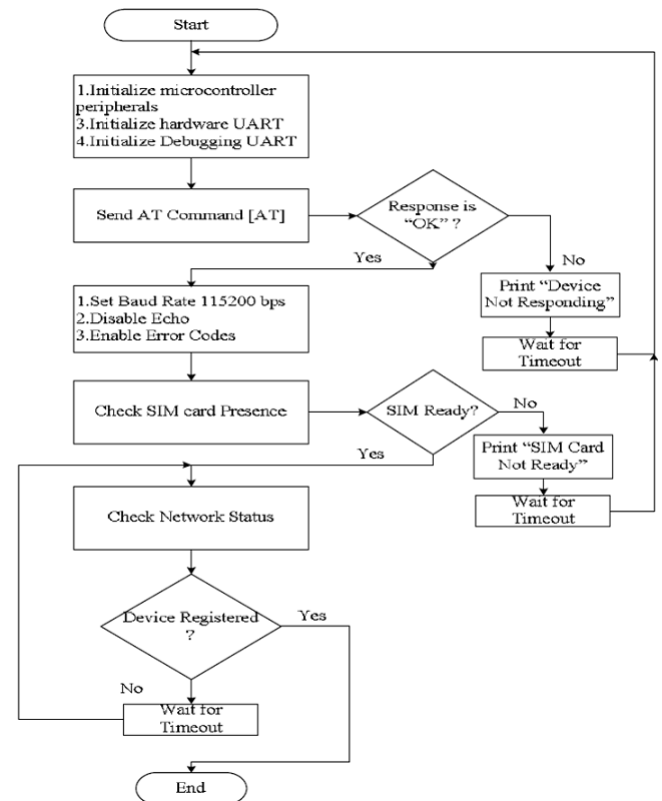 Start
1.Initialize microcontroller
peripherals
3.Initialize hardware UART
4.Initialize Debugging UART
Send AT Command [AT]
Response is
“OK” ?
Yes
No
Print “Device
Not Responding”
Wait for
Timeout
1.Set Baud Rate 115200 bps
2.Disable Echo
3.Enable Error Codes
Check SIM card Presence
SIM Ready?
No
Yes
Print “SIM Card
Not Ready”
Wait for
Timeout
Check Network Status
Device Registered
?
Yes
No
Wait for
Timeout
End